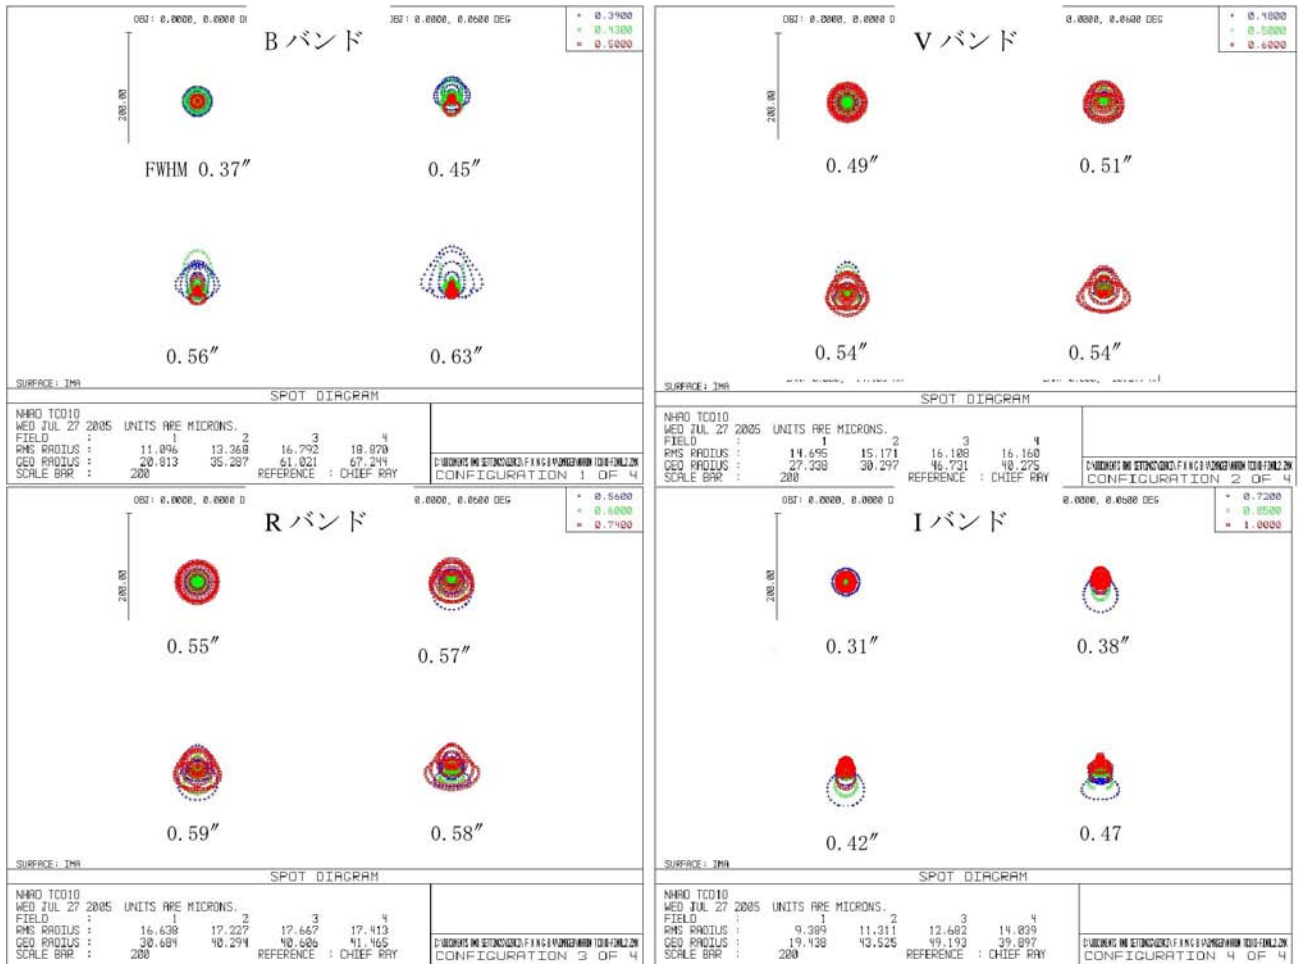 OBJ: 0.0000, 0.0000 D
0.0000, 0.0600 DEG
+ 0.3900
× 0.4300
0.5000
B バンド
200.00
FWHM 0.37″
0.45″
0.56″
0.63″
SURFACE: IMA
SPOT DIAGRAM
NHAO TCO10
WED JUL 27 2005 UNITS ARE MICRONS.
FIELD : 1 2 3 4
RMS RADIUS : 11.096 13.368 16.792 18.870
GEO RADIUS : 20.813 35.287 61.021 67.244
SCALE BAR : 200 REFERENCE : CHIEF RAY
CONFIGURATION 1 OF 4
OBJ: 0.0000, 0.0000 D
0.0000, 0.0600 DEG
+ 0.4800
× 0.5000
0.6000
V バンド
200.00
0.49″
0.51″
0.54″
0.54″
SURFACE: IMA
SPOT DIAGRAM
NHAO TCO10
WED JUL 27 2005 UNITS ARE MICRONS.
FIELD : 1 2 3 4
RMS RADIUS : 14.695 15.171 16.108 16.160
GEO RADIUS : 27.338 30.297 46.731 40.275
SCALE BAR : 200 REFERENCE : CHIEF RAY
CONFIGURATION 2 OF 4
OBJ: 0.0000, 0.0000 D
0.0000, 0.0600 DEG
+ 0.5600
× 0.6000
0.7400
R バンド
200.00
0.55″
0.57″
0.59″
0.58″
SURFACE: IMA
SPOT DIAGRAM
NHAO TCO10
WED JUL 27 2005 UNITS ARE MICRONS.
FIELD : 1 2 3 4
RMS RADIUS : 16.638 17.227 17.667 17.413
GEO RADIUS : 30.684 40.294 40.606 41.465
SCALE BAR : 200 REFERENCE : CHIEF RAY
CONFIGURATION 3 OF 4
OBJ: 0.0000, 0.0000 D
0.0000, 0.0600 DEG
+ 0.7200
× 0.8500
1.0000
I バンド
200.00
0.31″
0.38″
0.42″
0.47
SURFACE: IMA
SPOT DIAGRAM
NHAO TCO10
WED JUL 27 2005 UNITS ARE MICRONS.
FIELD : 1 2 3 4
RMS RADIUS : 9.389 11.311 12.682 14.039
GEO RADIUS : 19.438 43.525 49.193 39.897
SCALE BAR : 200 REFERENCE : CHIEF RAY
CONFIGURATION 4 OF 4